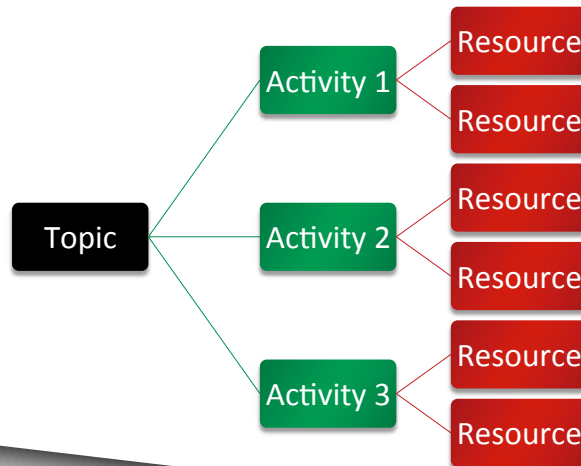 Topic
Activity 1
Resource
Resource
Activity 2
Resource
Resource
Activity 3
Resource
Resource